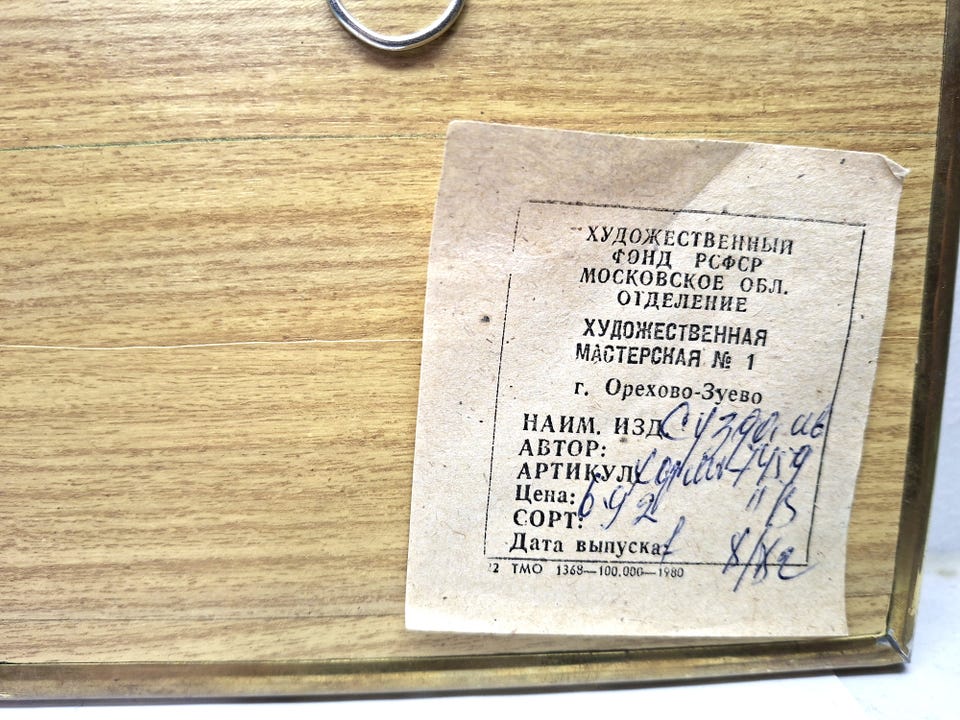 ХУДОЖЕСТВЕННЫЙ
ФОНД РСФСР
МОСКОВСКОЕ ОБЛ.
ОТДЕЛЕНИЕ
ХУДОЖЕСТВЕННАЯ
МАСТЕРСКАЯ № 1
г. Орехово-Зуево
НАИМ. ИЗД Суздаль
АВТОР:
АРТИКУЛ
Цена:
СОРТ:
Дата выпуска:
ТМО 1368—100.000—1980